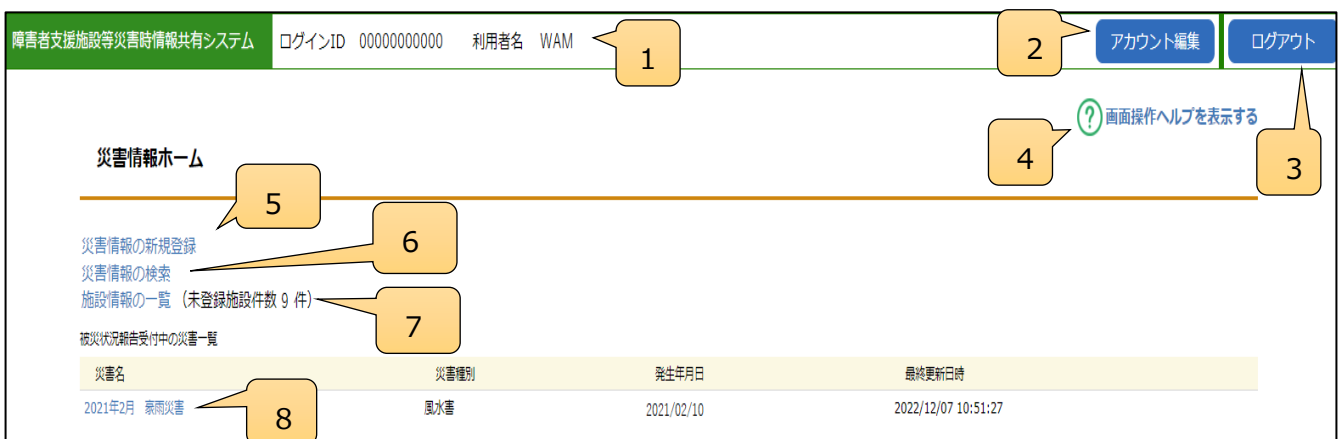 障害者支援施設等災害時情報共有システム ログインID 00000000000 利用者名 WAM 1 2 アカウント編集 ログアウト
? 画面操作ヘルプを表示する
4
3
災害情報ホーム
5
災害情報の新規登録
6
災害情報の検索
施設情報の一覧 (未登録施設件数 9 件)
7
被災状況報告受付中の災害一覧
災害名 災害種別 発生年月日 最終更新日時
2021年2月 豪雨災害 風水害 2021/02/10 2022/12/07 10:51:27
8